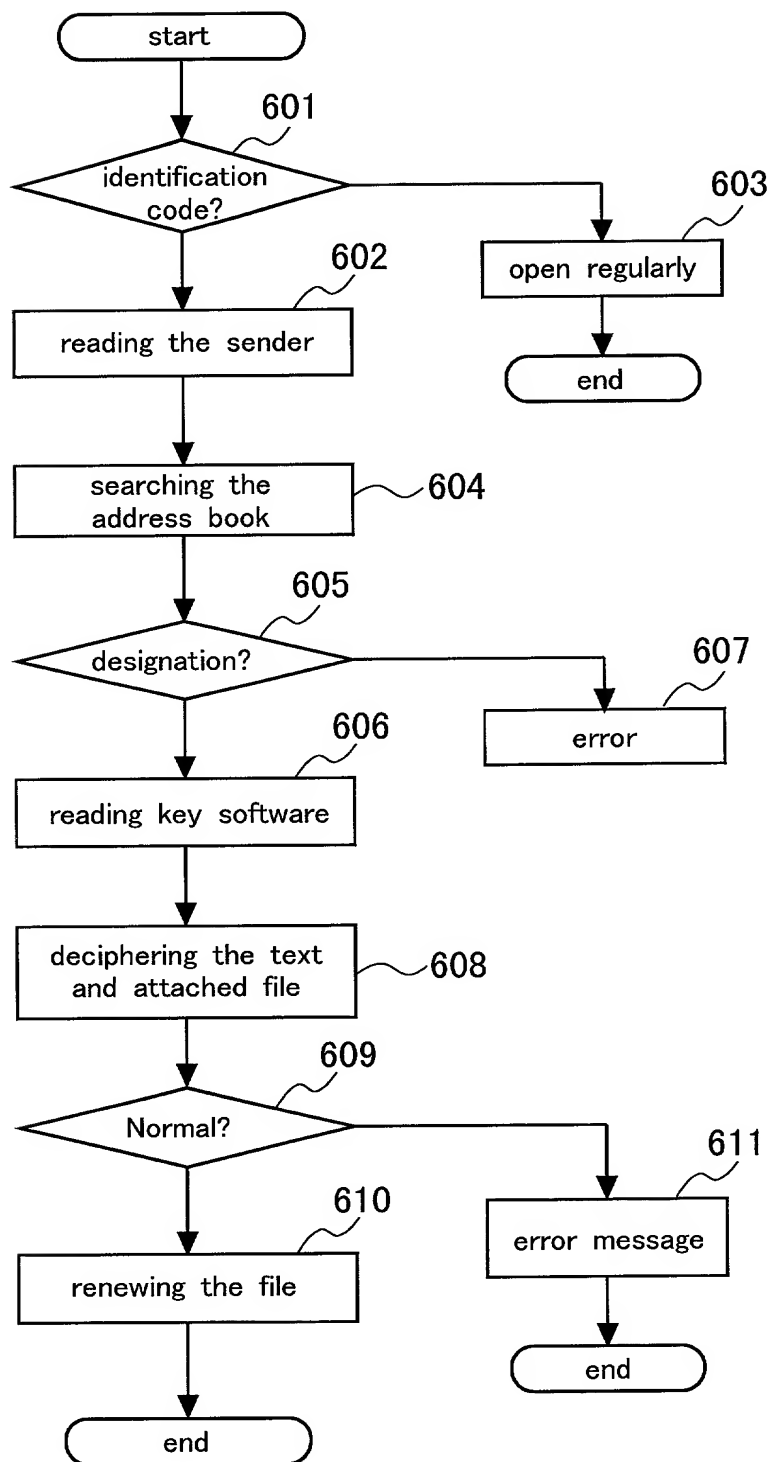 start
601
identification
code?
603
open regularly
602
reading the sender
end
searching the
address book
604
605
designation?
607
error
606
reading key software
deciphering the text
and attached file
608
609
Normal?
611
error message
610
renewing the file
end
end